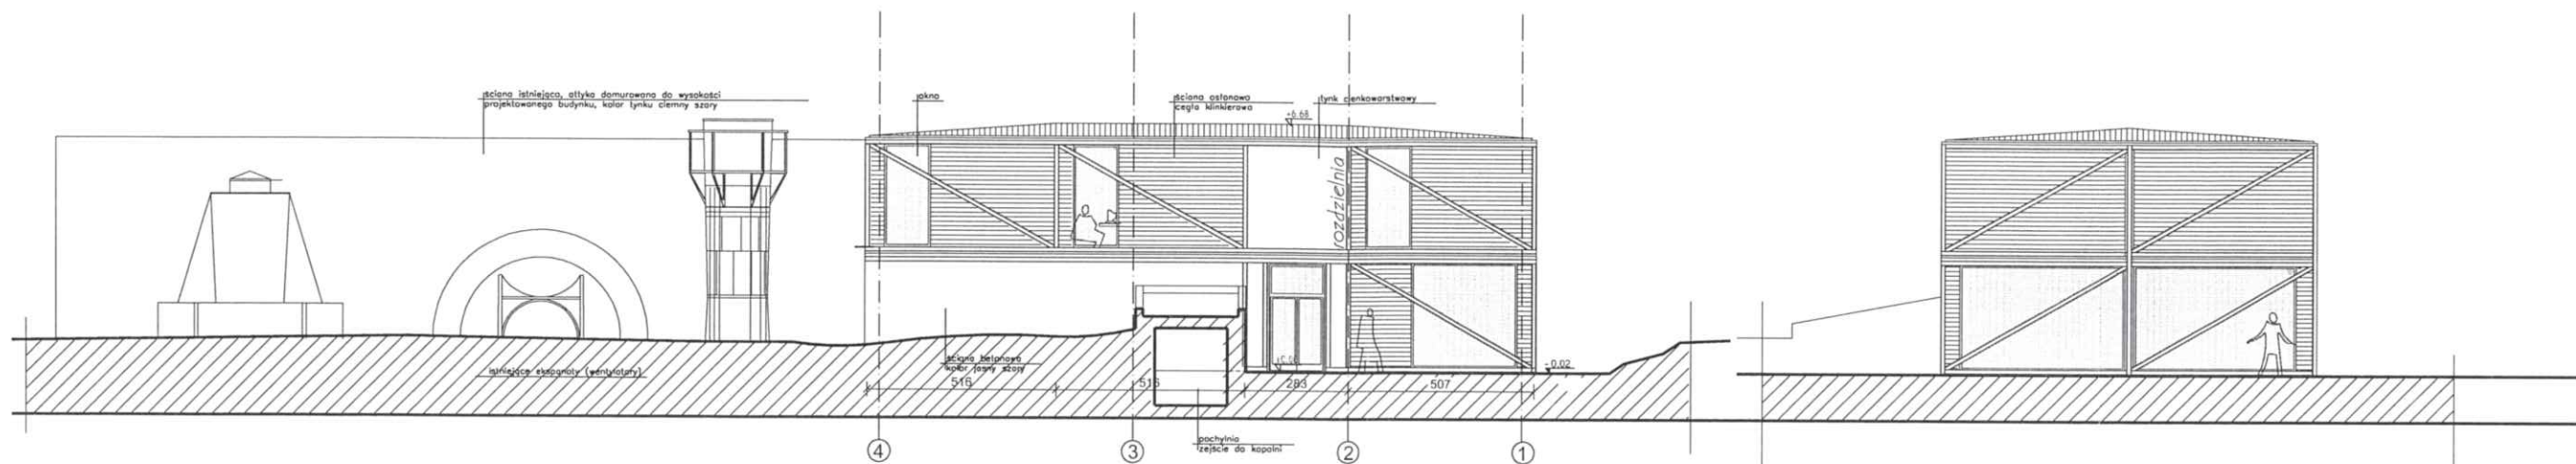 ściana istniejąca, attyka domurowana do wysokości
projektowanego budynku, kolor tynku ciemny szary
okno
ściana osłonowa
cegła klinkierowa
tynk cienkowarstwowy
+6.68
rozdzielnia
istniejące eksponaty (wentylatory)
ściana betonowa
kolor jasny szary
-0.02
516
516
283
507
pochylnia
zejście do kopalni
4
3
2
1